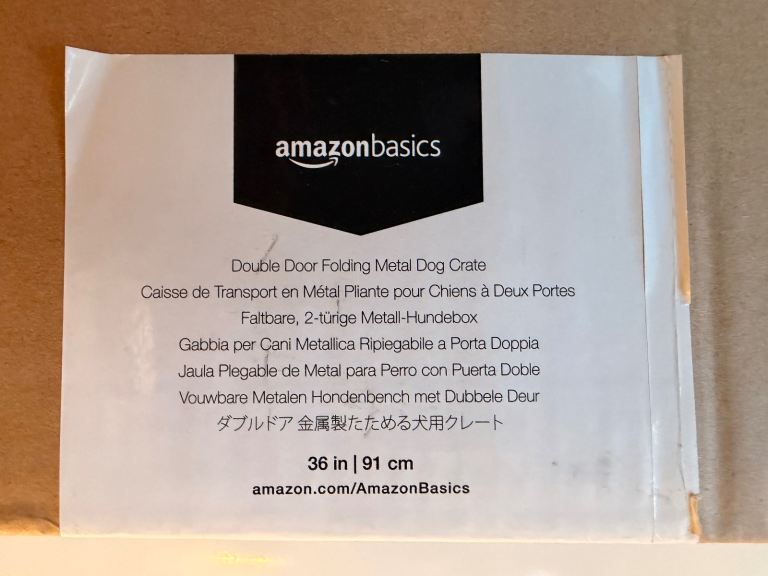 amazonbasics
Double Door Folding Metal Dog Crate
Caisse de Transport en Métal Pliante pour Chiens à Deux Portes
Faltbare, 2-türige Metall-Hundebox
Gabbia per Cani Metallica Ripiegabile a Porta Doppia
Jaula Plegable de Metal para Perro con Puerta Doble
Vouwbare Metalen Hondenbench met Dubbele Deur
ダブルドア 金属製たためる犬用クレート
36 in | 91 cm
amazon.com/AmazonBasics